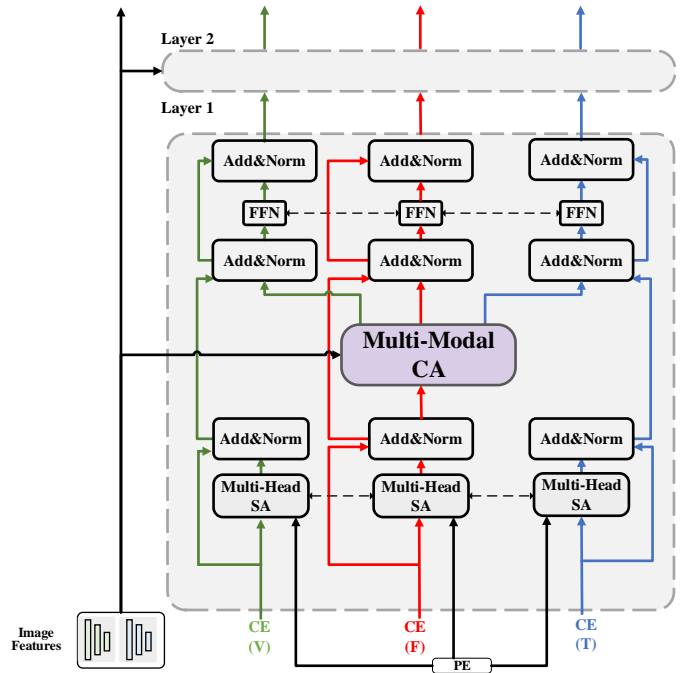 Layer 2
Layer 1
Add&Norm
Add&Norm
Add&Norm
FFN
FFN
FFN
Add&Norm
Add&Norm
Add&Norm
Multi-Modal
CA
Add&Norm
Add&Norm
Add&Norm
Multi-Head
SA
Multi-Head
SA
Multi-Head
SA
Image
Features
CE
(V)
CE
(F)
CE
(T)
PE